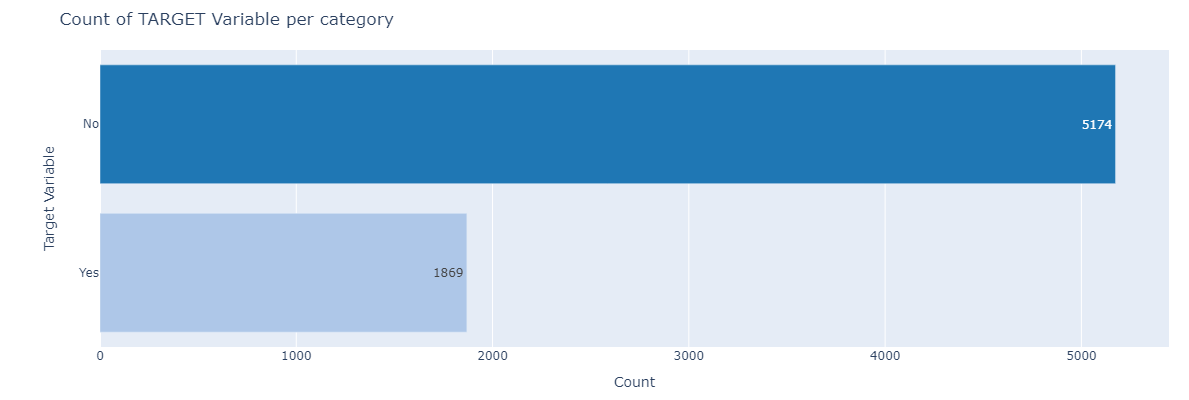 Count of TARGET Variable per category
Target Variable
No
5174
Yes
1869
0 1000 2000 3000 4000 5000
Count